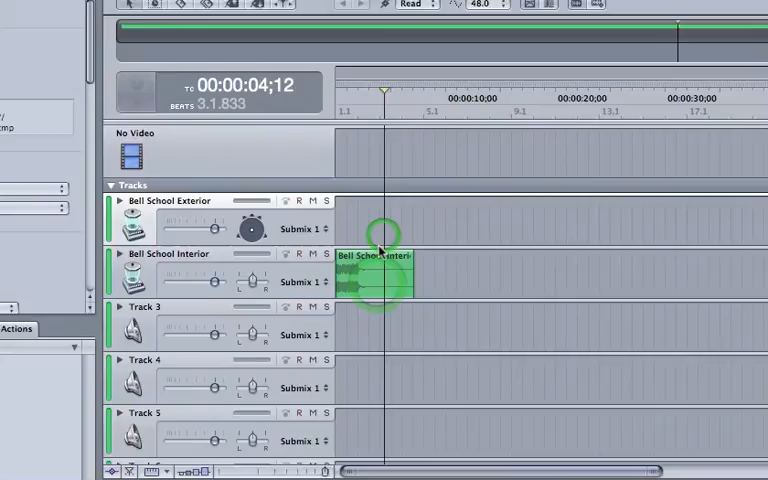 Read
48.0
TC 00:00:04;12
BEATS 3.1.833
00:00:10;00 00:00:20;00 00:00:30;00
1.1 5.1 9.1 13.1 17.1
//
mp
No Video
Tracks
Bell School Exterior R M S
Submix 1
Bell School Interior R M S
L R Submix 1
Bell School Interi
Track 3 R M S
L R Submix 1
Track 4 R M S
L R Submix 1
Track 5 R M S
L R Submix 1
Actions